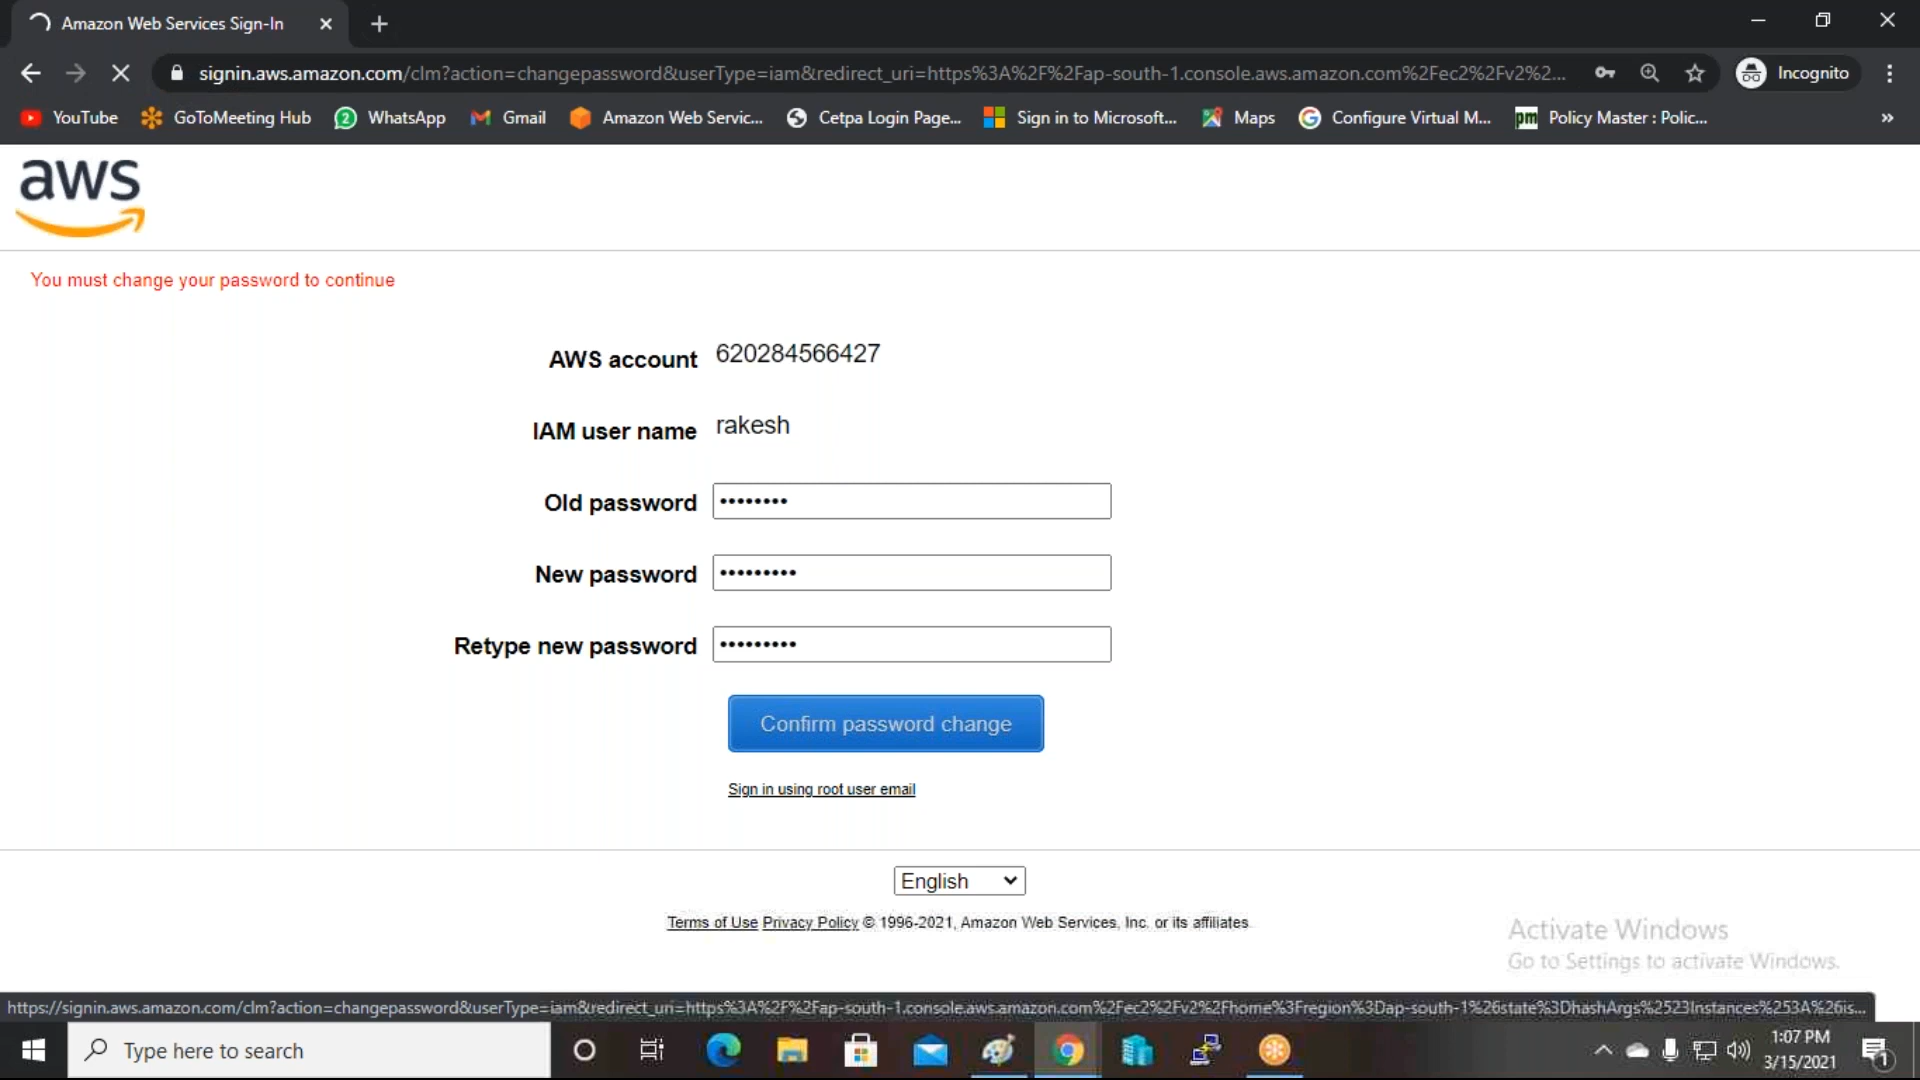 Amazon Web Services Sign-In
signin.aws.amazon.com/clm?action=changepassword&userType=iam&redirect_uri=https%3A%2F%2Fap-south-1.console.aws.amazon.com%2Fec2%2Fv2%2...
Incognito
YouTube
GoToMeeting Hub
2
WhatsApp
Gmail
Amazon Web Servic...
Cetpa Login Page...
Sign in to Microsoft...
Maps
Configure Virtual M...
pm
Policy Master : Polic...
»
aws
You must change your password to continue
AWS account 620284566427
IAM user name rakesh
Old password ••••••••
New password •••••••••
Retype new password •••••••••
Confirm password change
Sign in using root user email
English
Terms of Use Privacy Policy © 1996-2021, Amazon Web Services, Inc. or its affiliates
Activate Windows
Go to Settings to activate Windows.
https://signin.aws.amazon.com/clm?action=changepassword&userType=iam&redirect_uri=https%3A%2F%2Fap-south-1.console.aws.amazon.com%2Fec2%2Fv2%2Fhome%3Fregion%3Dap-south-1%26state%3DhashArgs%2523Instances%253A%26is...
Type here to search
1:07 PM
3/15/2021
1